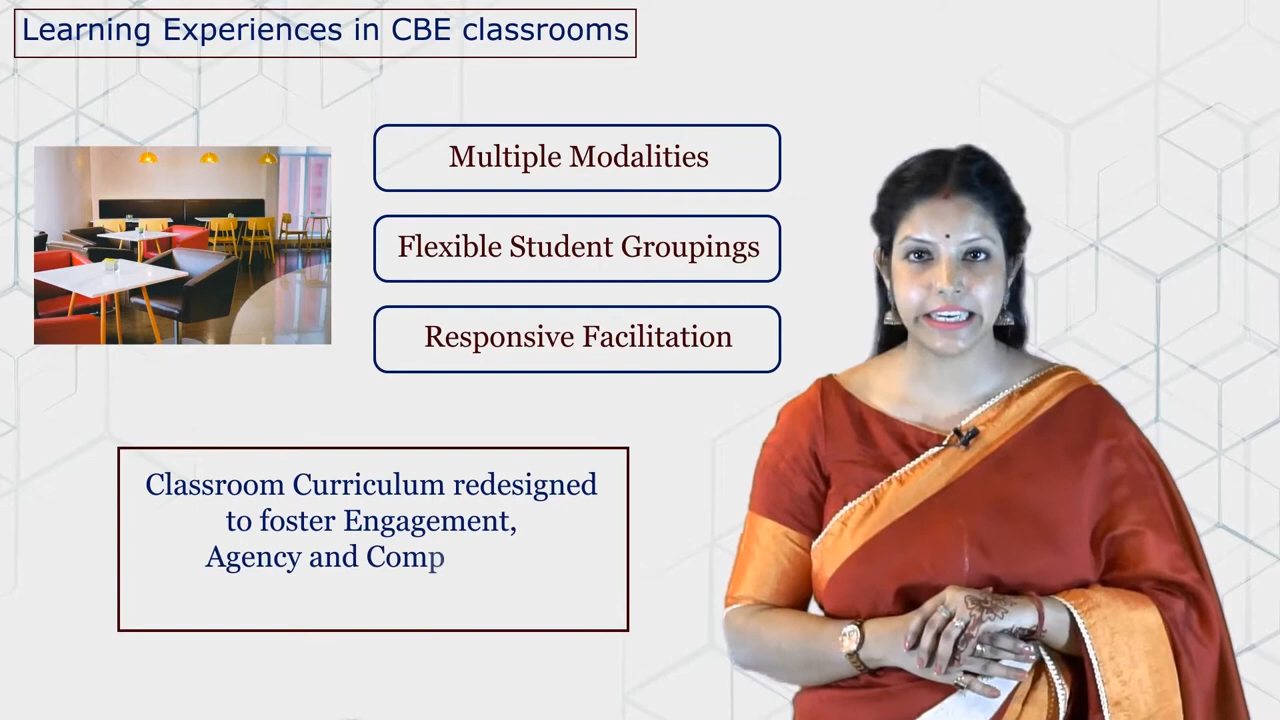 Learning Experiences in CBE classrooms
Multiple Modalities
Flexible Student Groupings
Responsive Facilitation
Classroom Curriculum redesigned
to foster Engagement,
Agency and Comp